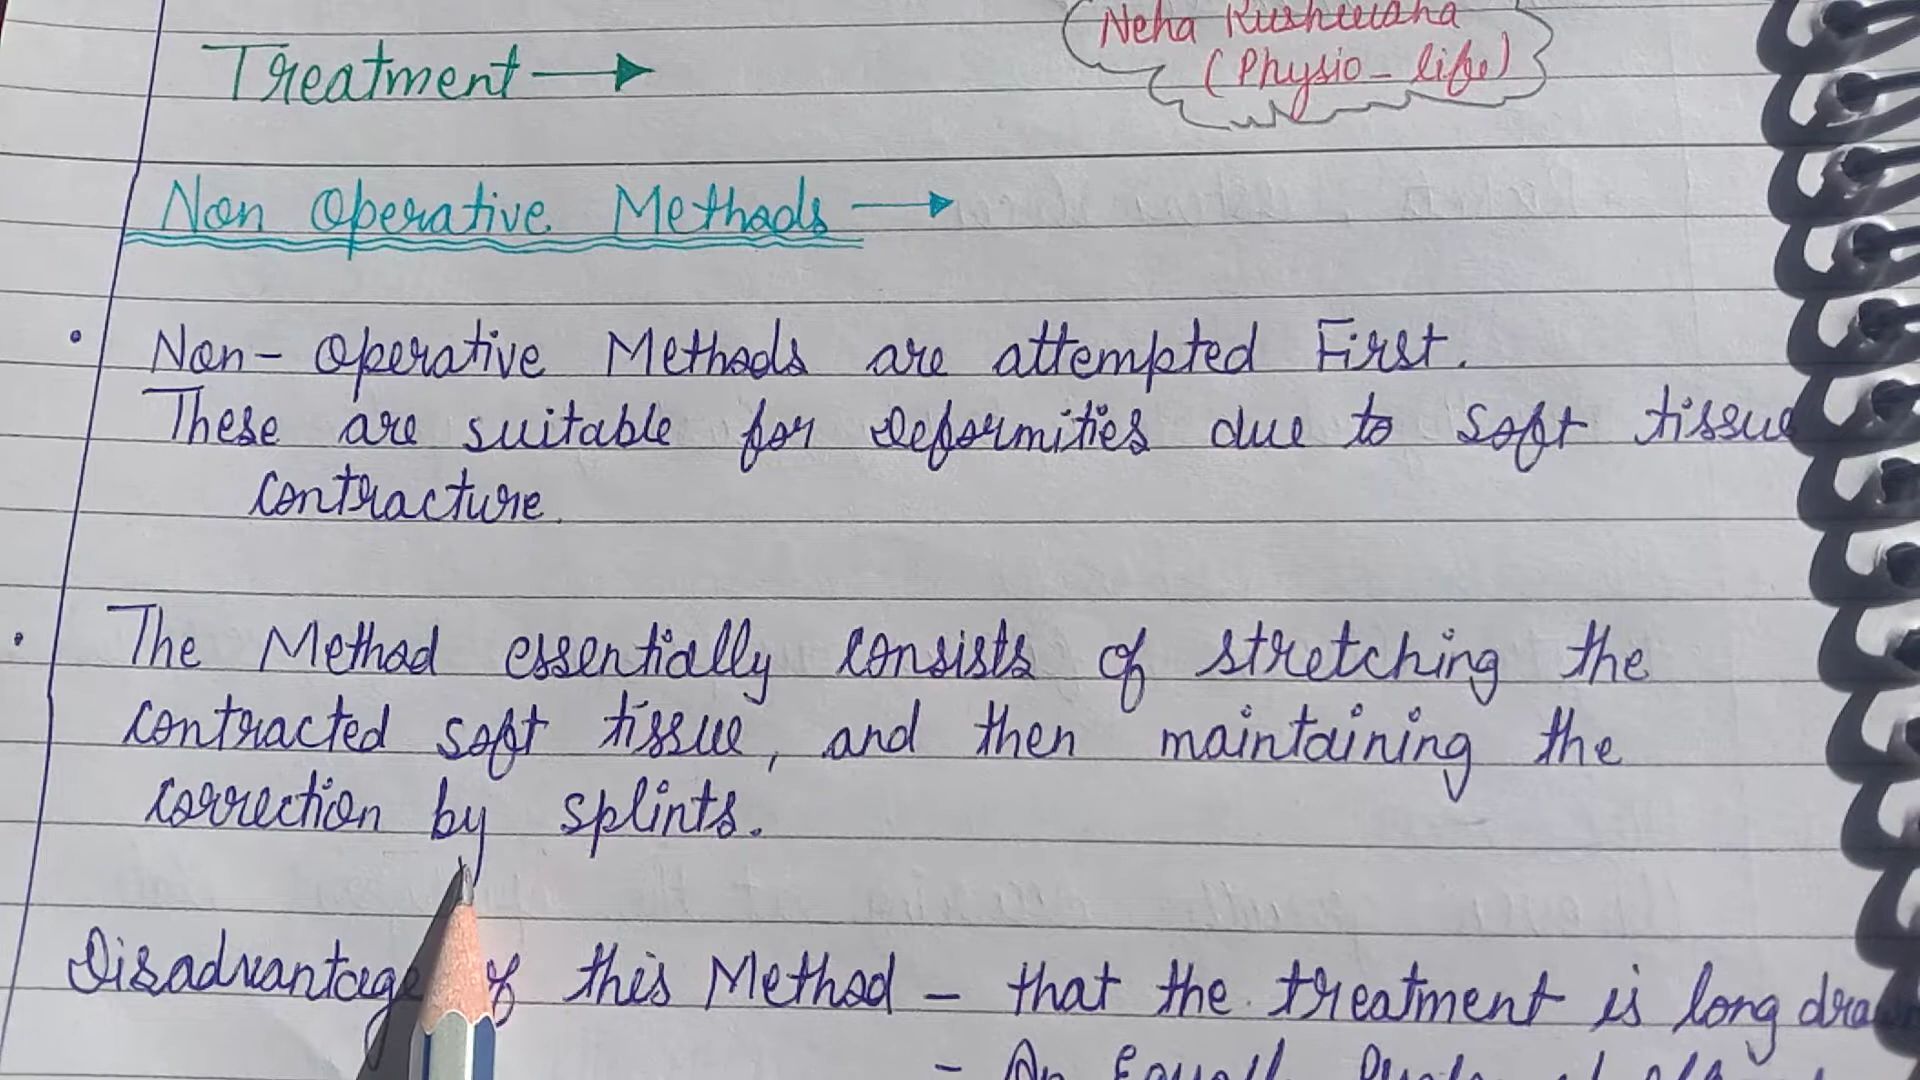 Neha Kushwaha
(Physio-life)
Treatment →
Non Operative Methods →
• Non-Operative Methods are attempted First.
These are suitable for Deformities due to soft tissue
contracture.
• The Method essentially consists of stretching the
contracted soft tissue, and then maintaining the
correction by splints.
Disadvantage of this Method - that the treatment is long
-